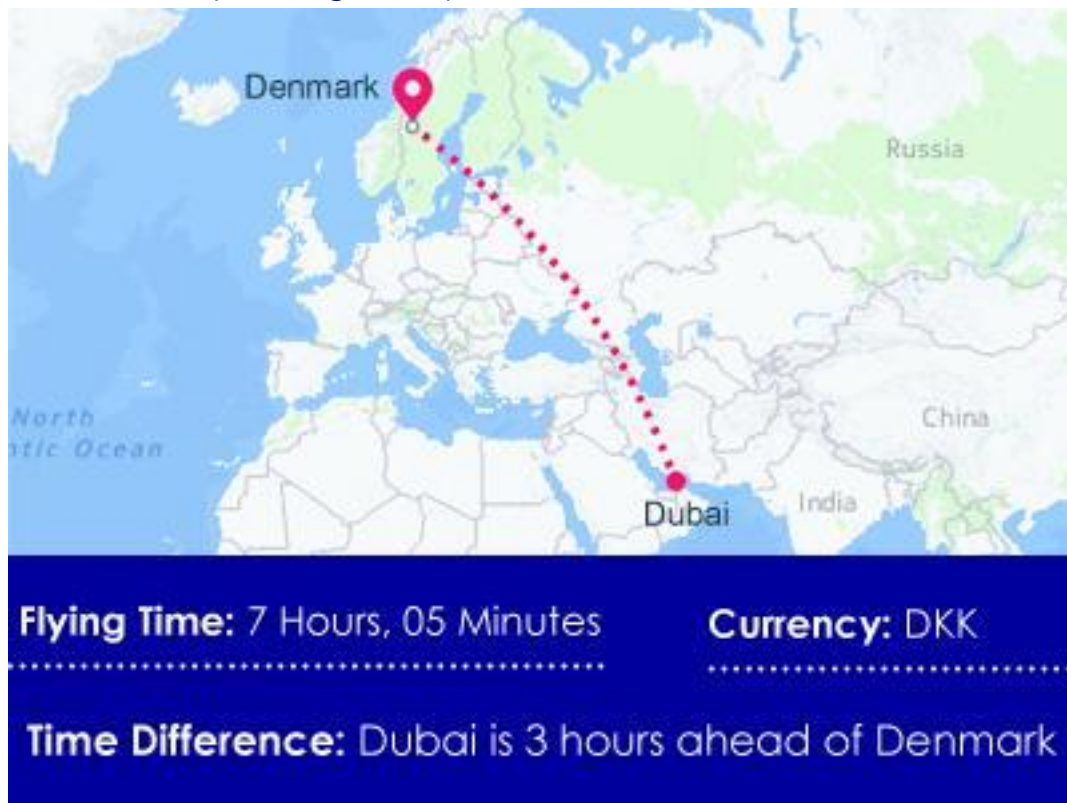 Denmark
Russia
North
ntic Ocean
China
India
Dubai
Flying Time: 7 Hours, 05 Minutes
Currency: DKK
Time Difference: Dubai is 3 hours ahead of Denmark